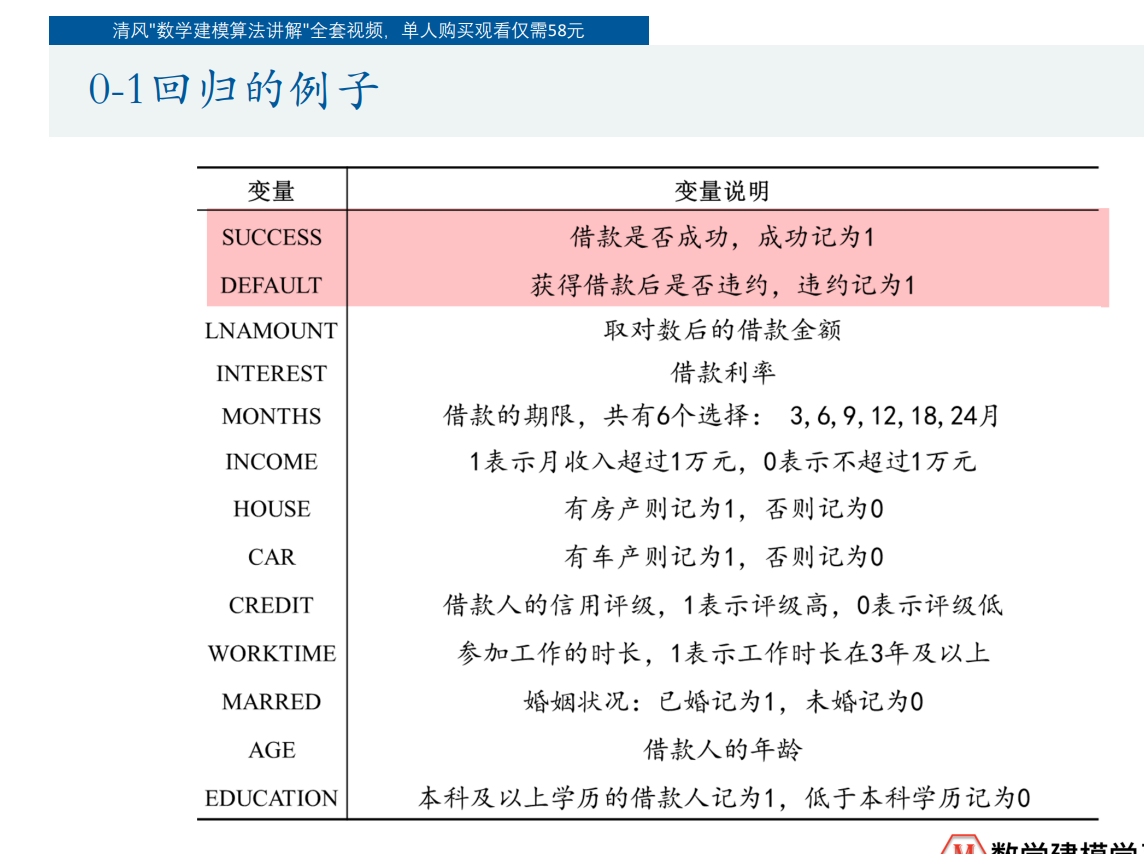 清风"数学建模算法讲解"全套视频，单人购买观看仅需58元
0-1回归的例子
变量 变量说明
SUCCESS 借款是否成功，成功记为1
DEFAULT 获得借款后是否违约，违约记为1
LNAMOUNT 取对数后的借款金额
INTEREST 借款利率
MONTHS 借款的期限，共有6个选择： 3,6,9,12,18,24月
INCOME 1表示月收入超过1万元，0表示不超过1万元
HOUSE 有房产则记为1，否则记为0
CAR 有车产则记为1，否则记为0
CREDIT 借款人的信用评级，1表示评级高，0表示评级低
WORKTIME 参加工作的时长，1表示工作时长在3年及以上
MARRED 婚姻状况：已婚记为1，未婚记为0
AGE 借款人的年龄
EDUCATION 本科及以上学历的借款人记为1，低于本科学历记为0
数学建模学